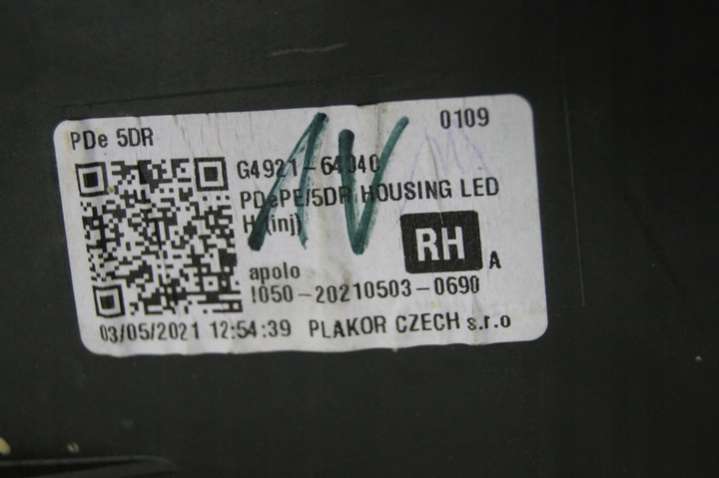 PDe 5DR 0109
G4921-64040
PDePE/5DR HOUSING LED
H (inj)
RH
A
apolo
!050-20210503-0690
03/05/2021 12:54:39 PLAKOR CZECH s.r.o